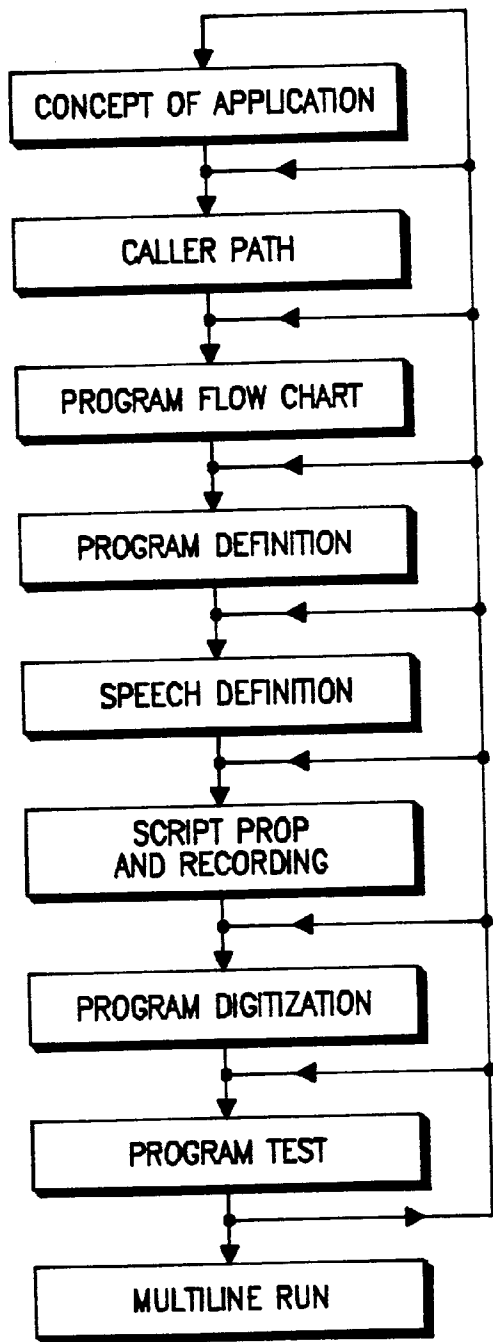 CONCEPT OF APPLICATION
CALLER PATH
PROGRAM FLOW CHART
PROGRAM DEFINITION
SPEECH DEFINITION
SCRIPT PROP
AND RECORDING
PROGRAM DIGITIZATION
PROGRAM TEST
MULTILINE RUN